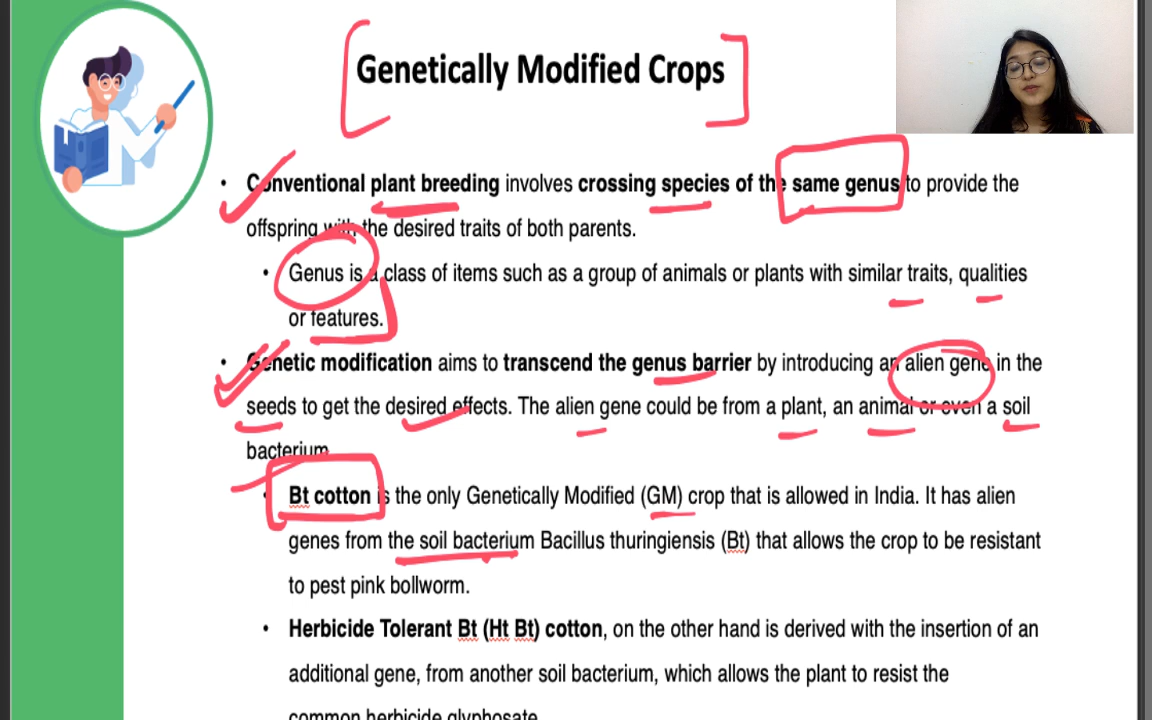 Genetically Modified Crops
• Conventional plant breeding involves crossing species of the same genus to provide the
offspring with the desired traits of both parents.
• Genus is a class of items such as a group of animals or plants with similar traits, qualities
or features.
• Genetic modification aims to transcend the genus barrier by introducing an alien gene in the
seeds to get the desired effects. The alien gene could be from a plant, an animal or even a soil
bacterium
Bt cotton is the only Genetically Modified (GM) crop that is allowed in India. It has alien
genes from the soil bacterium Bacillus thuringiensis (Bt) that allows the crop to be resistant
to pest pink bollworm.
• Herbicide Tolerant Bt (Ht Bt) cotton, on the other hand is derived with the insertion of an
additional gene, from another soil bacterium, which allows the plant to resist the
common herbicide glyphosate